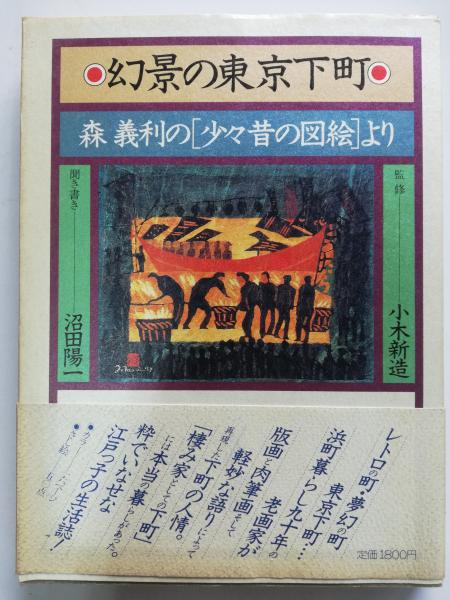 幻景の東京下町
森 義利の[少々昔の図絵]より
監修
小木新造
聞き書き
沼田陽一
レトロの町・夢幻の町
東京下町…
浜町暮らし九十年の
老画家が
版画と肉筆画そして
軽妙な語りによって
再現した下町の人情。
「棲み家としての下町」
には本当の暮らしがあった。
粋でいなせな
江戸っ子の生活誌!
定価1800円